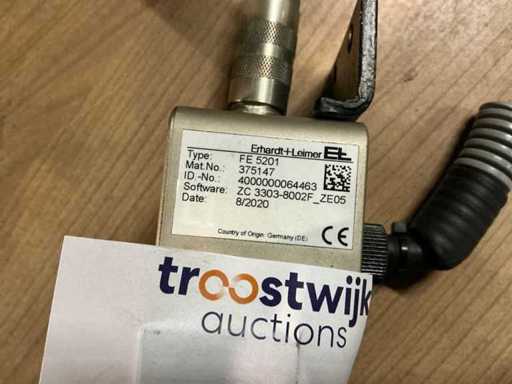 Erhardt+Leimer EL
Type: FE 5201
Mat.No.: 375147
ID.-No.: 4000000064463
Software: ZC 3303-8002F_ZE05
Date: 8/2020
Country of Origin: Germany (DE)
CE
troostwijk
auctions